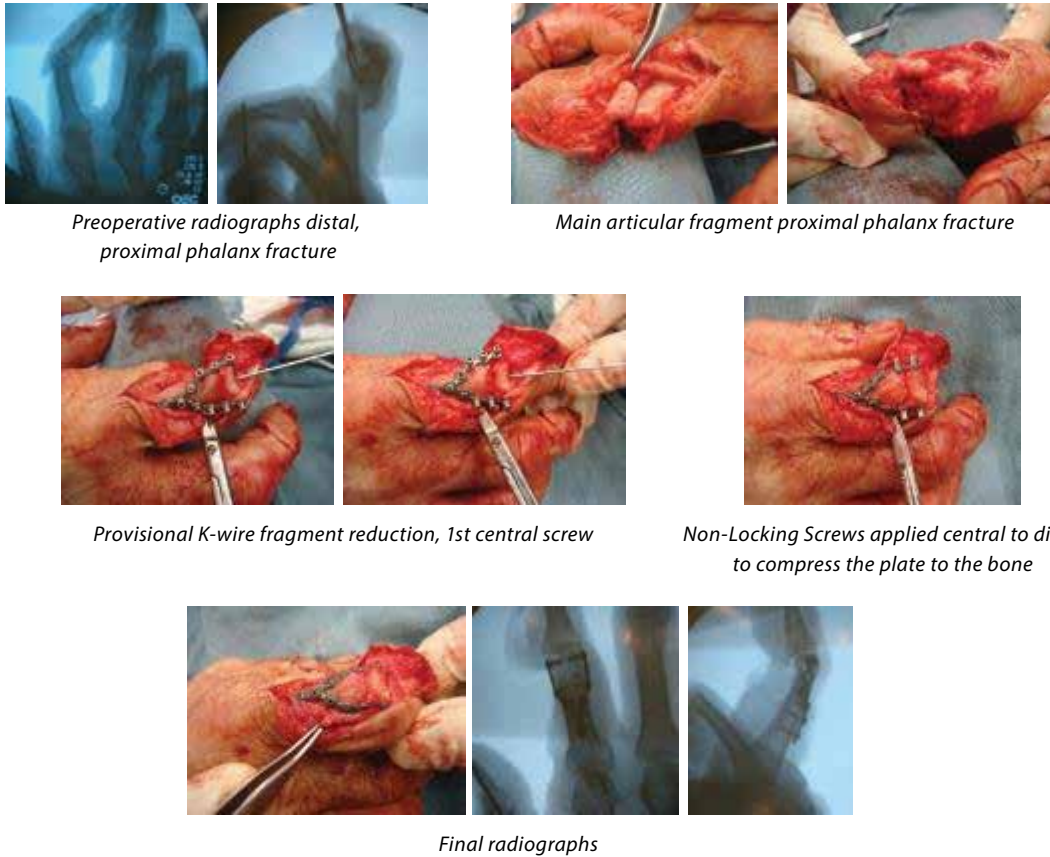 Preoperative radiographs distal,
proximal phalanx fracture
Main articular fragment proximal phalanx fracture
Provisional K-wire fragment reduction, 1st central screw
Non-Locking Screws applied central to di
to compress the plate to the bone
Final radiographs